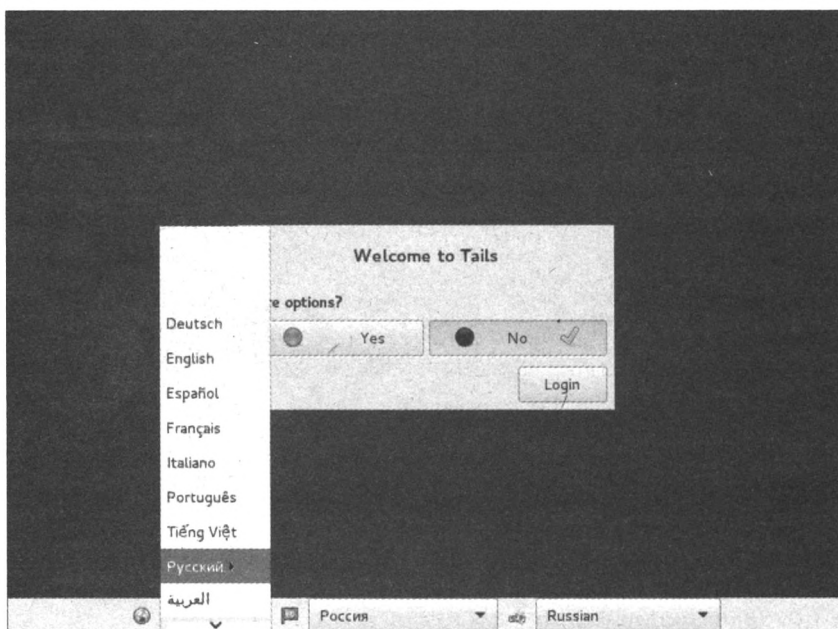 Welcome to Tails
re options?
Yes
No
Login
Deutsch
English
Español
Français
Italiano
Português
Tiếng Việt
Русский
العربية
Россия
Russian